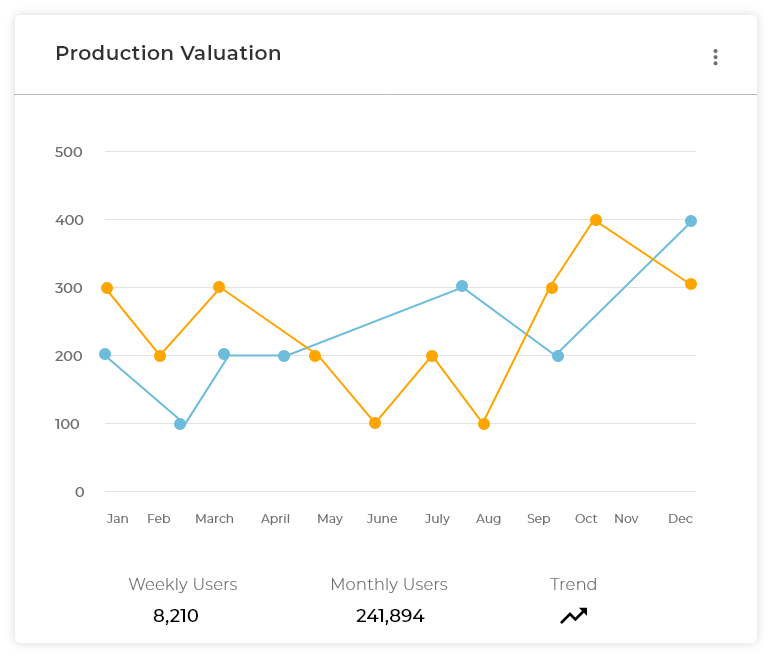 Production Valuation
500
400
300
200
100
0
Jan Feb March April May June July Aug Sep Oct Nov Dec
Weekly Users Monthly Users Trend
8,210 241,894